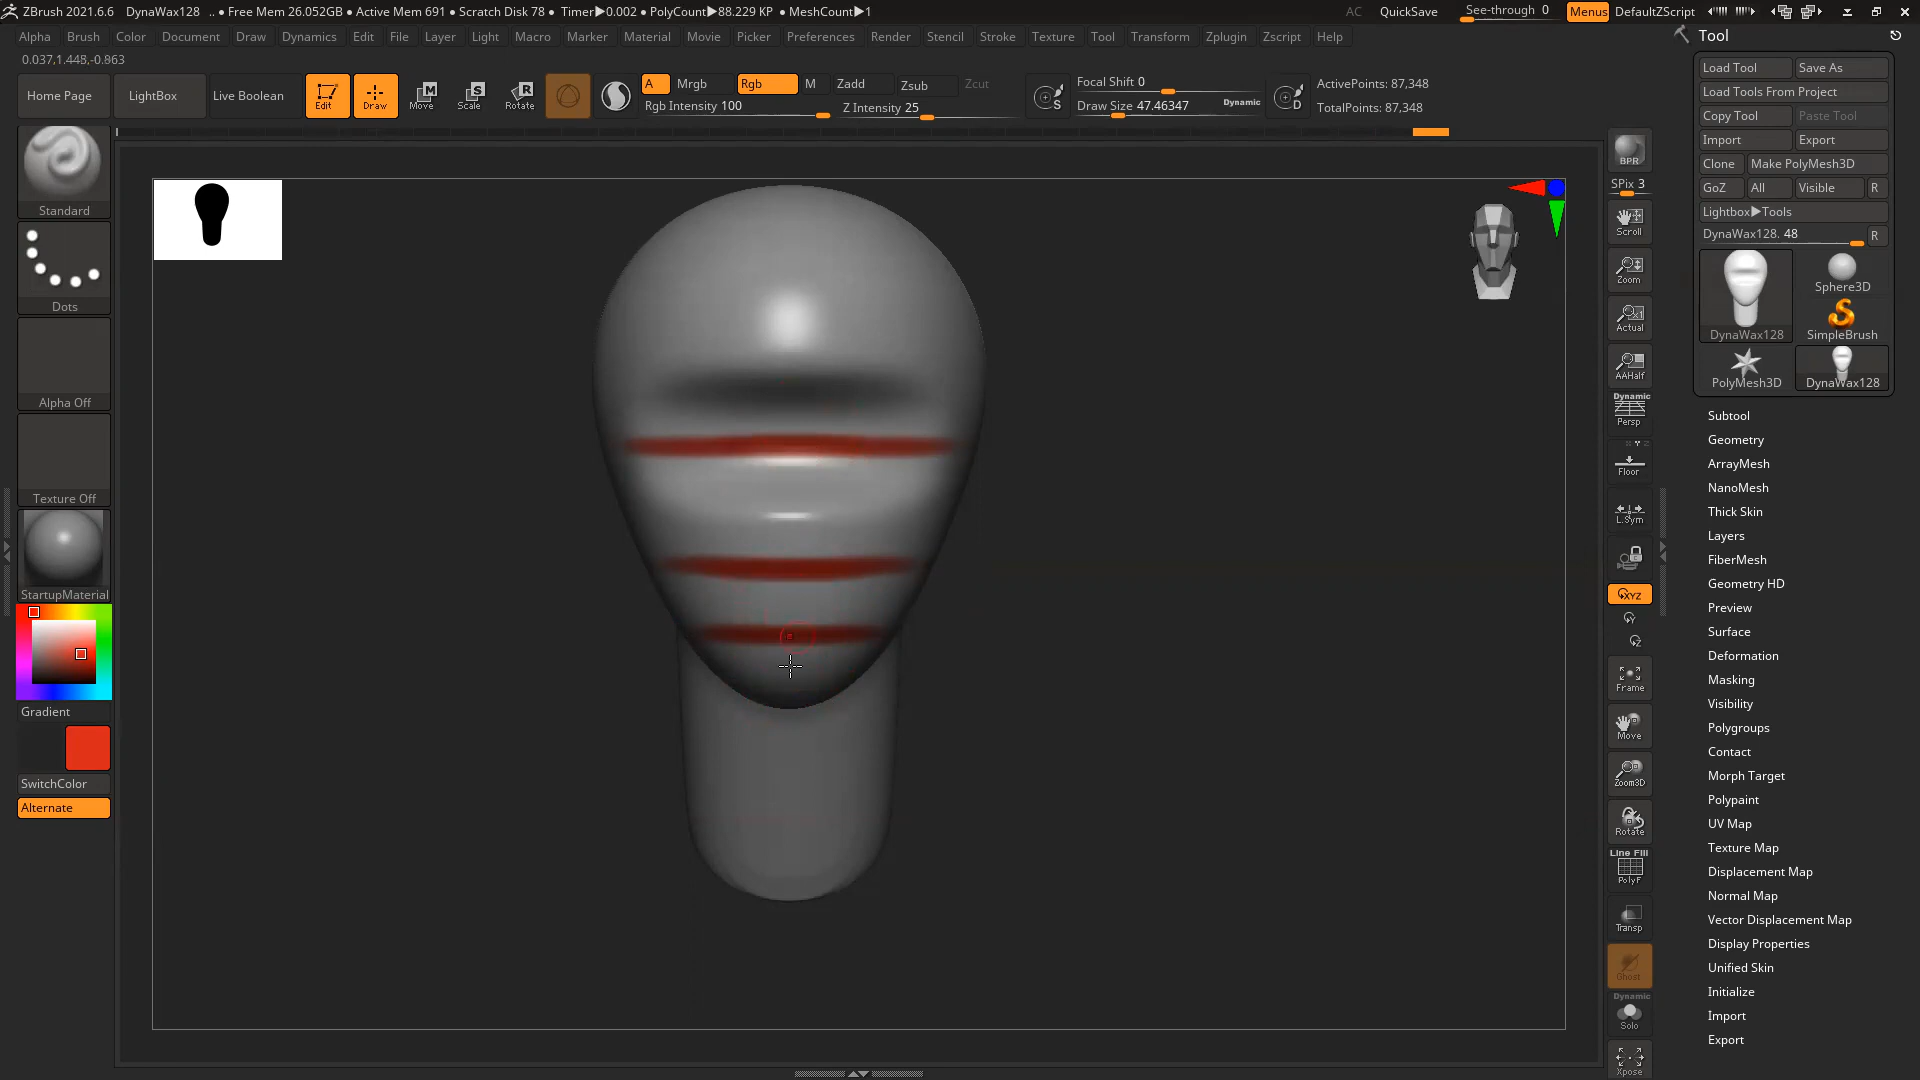 ZBrush 2021.6.6 DynaWax128 .. • Free Mem 26.052GB • Active Mem 691 • Scratch Disk 78 • Timer▶0.002 • PolyCount▶88.229 KP • MeshCount▶1 AC QuickSave See-through 0 Menus DefaultZScript
Alpha Brush Color Document Draw Dynamics Edit File Layer Light Macro Marker Material Movie Picker Preferences Render Stencil Stroke Texture Tool Transform Zplugin Zscript Help
0.037,1.448,-0.863
Home Page LightBox Live Boolean Edit Draw Move Scale Rotate
A Mrgb Rgb M Zadd Zsub Zcut
Rgb Intensity 100 Z Intensity 25
Focal Shift 0
Draw Size 47.46347 Dynamic
ActivePoints: 87,348
TotalPoints: 87,348
Standard
Dots
Alpha Off
Texture Off
StartupMaterial
Gradient
SwitchColor
Alternate
BPR
SPix 3
Scroll
Zoom
Actual
AAHalf
Dynamic
Persp
Floor
L.Sym
XYZ
Frame
Move
Zoom3D
Rotate
Line Fill
PolyF
Transp
Ghost
Dynamic
Solo
Xpose
Tool
Load Tool Save As
Load Tools From Project
Copy Tool Paste Tool
Import Export
Clone Make PolyMesh3D
GoZ All Visible R
Lightbox▶Tools
DynaWax128. 48 R
DynaWax128 Sphere3D
SimpleBrush
PolyMesh3D DynaWax128
Subtool
Geometry
ArrayMesh
NanoMesh
Thick Skin
Layers
FiberMesh
Geometry HD
Preview
Surface
Deformation
Masking
Visibility
Polygroups
Contact
Morph Target
Polypaint
UV Map
Texture Map
Displacement Map
Normal Map
Vector Displacement Map
Display Properties
Unified Skin
Initialize
Import
Export